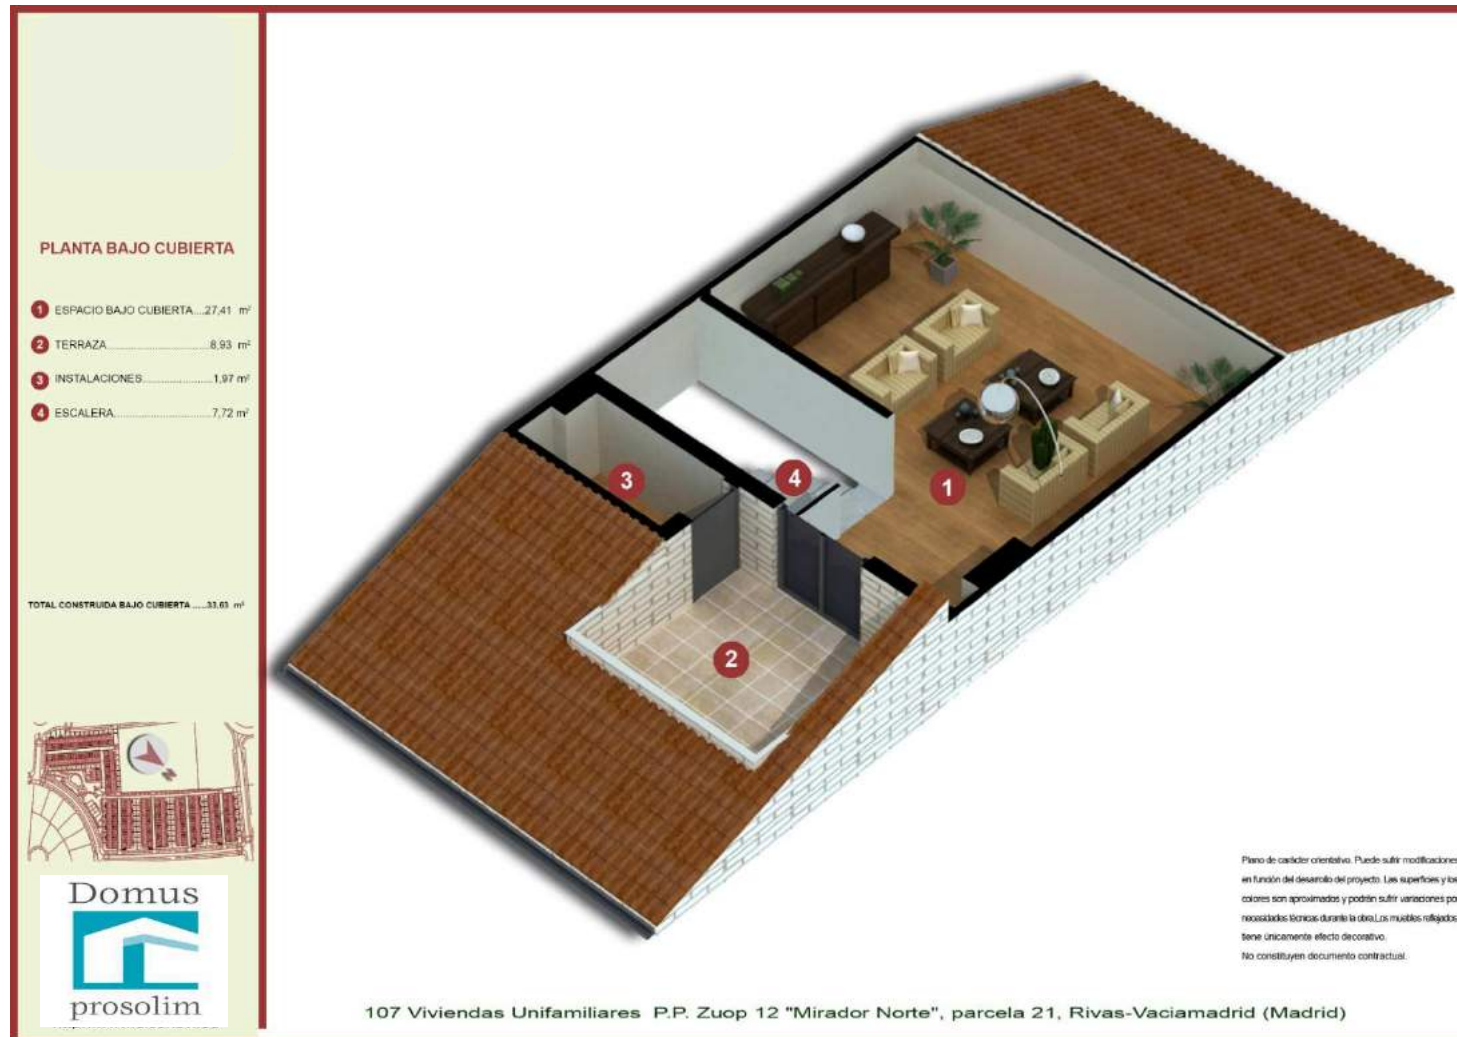 PLANTA BAJO CUBIERTA
1 ESPACIO BAJO CUBIERTA....27,41 m²
2 TERRAZA..............................8,93 m²
3 INSTALACIONES.....................1,97 m²
4 ESCALERA.............................7,72 m²
TOTAL CONSTRUIDA BAJO CUBIERTA .....33,63 m²
N
Domus
prosolim
1
2
3
4
Plano de carácter orientativo. Puede sufrir modificaciones
en función del desarrollo del proyecto. Las superficies y los
colores son aproximados y podrán sufrir variaciones por
necesidades técnicas durante la obra.Los muebles reflejados
tiene únicamente efecto decorativo.
No constituyen documento contractual.
107 Viviendas Unifamiliares P.P. Zuop 12 "Mirador Norte", parcela 21, Rivas-Vaciamadrid (Madrid)